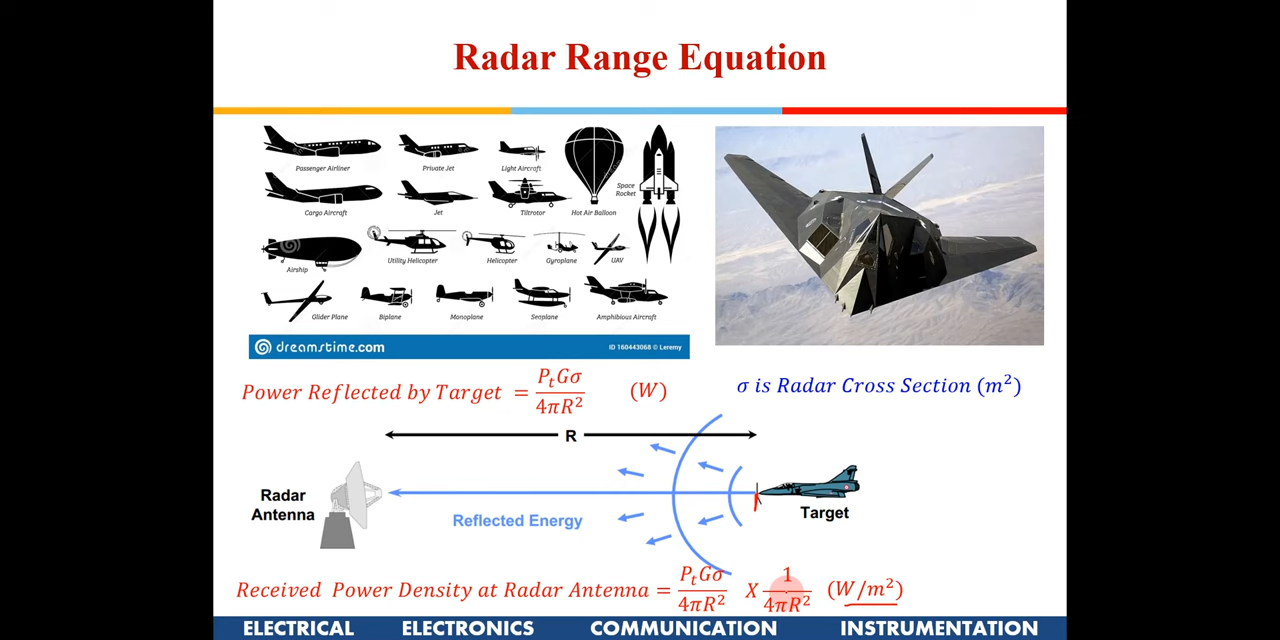 Radar Range Equation
Passenger Airliner
Private Jet
Light Aircraft
Space
Rocket
Cargo Aircraft
Jet
Tiltrotor
Hot Air Balloon
Airship
Utility Helicopter
Helicopter
Gyroplane
UAV
Glider Plane
Biplane
Monoplane
Seaplane
Amphibious Aircraft
dreamstime.com
ID 160443068 © Leremy
Power Reflected by Target = PₜGσ / 4πR² (W)
σ is Radar Cross Section (m²)
R
Radar
Antenna
Reflected Energy
Target
Received Power Density at Radar Antenna = PₜGσ / 4πR² X 1 / 4πR² (W/m²)
ELECTRICAL ELECTRONICS COMMUNICATION INSTRUMENTATION